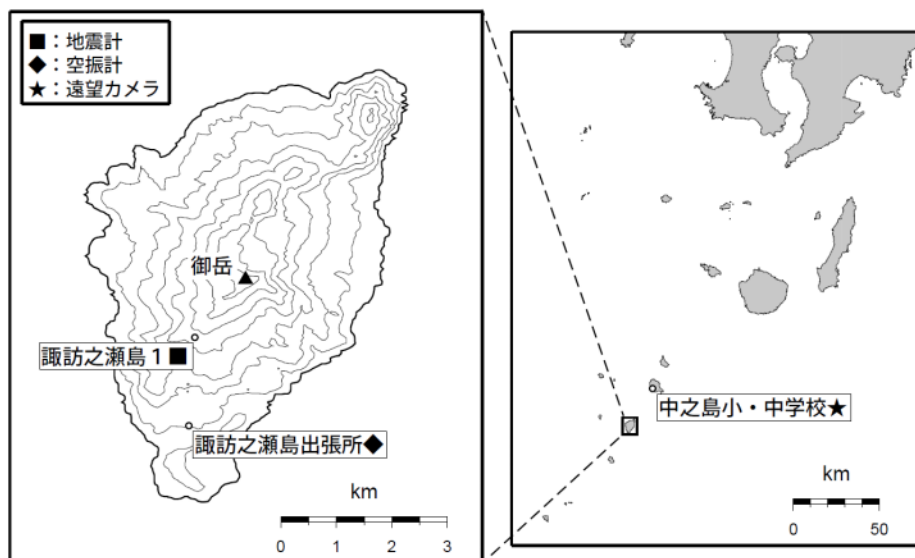 ■：地震計
◆：空振計
★：遠望カメラ
御岳
諏訪之瀬島１■
諏訪之瀬島出張所◆
km
0 1 2 3
中之島小・中学校★
km
0 50